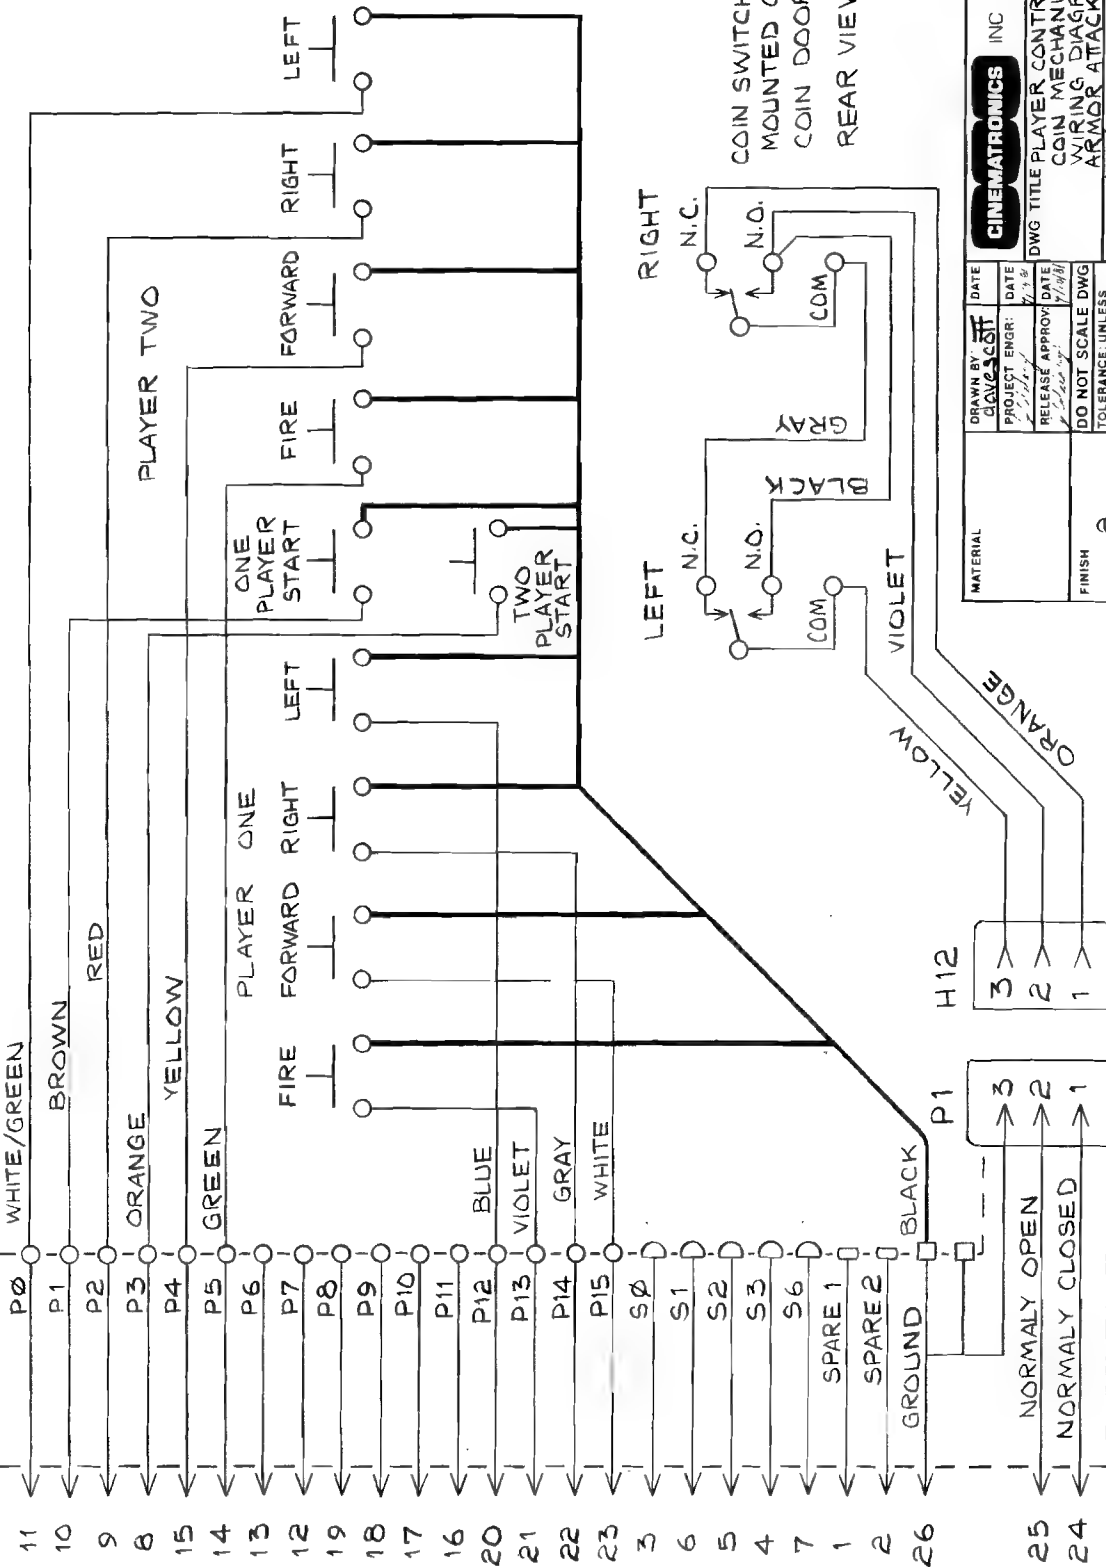 11 PØ WHITE/GREEN
10 P1 BROWN
9 P2 RED
8 P3 ORANGE
15 P4 YELLOW
14 P5 GREEN
13 P6
12 P7
19 P8
18 P9
17 P10
16 P11
20 P12 BLUE
21 P13 VIOLET
22 P14 GRAY
23 P15 WHITE
3 SØ
6 S1
5 S2
4 S3
7 S6
1 SPARE 1
2 SPARE 2
26 GROUND BLACK
25 NORMALY OPEN
24 NORMALY CLOSED
PLAYER ONE
FIRE
FORWARD
RIGHT
LEFT
ONE
PLAYER
START
TWO
PLAYER
START
PLAYER TWO
FIRE
FORWARD
RIGHT
LEFT
P1
3
2
1
H12
3
2
1
YELLOW
VIOLET
ORANGE
LEFT
N.C.
N.O.
COM
GRAY
BLACK
RIGHT
N.C.
N.O.
COM
COIN SWITCH
MOUNTED
COIN DOOR
REAR VIEW
MATERIAL
FINISH
DRAWN BY davescott DATE
PROJECT ENGR: DATE
RELEASE APPROV: DATE
DO NOT SCALE DWG
TOLERANCE: UNLESS
CINEMATRONICS INC
DWG TITLE PLAYER CONTR
COIN MECHANI
WIRING DIAGR
ARMOR ATTACK